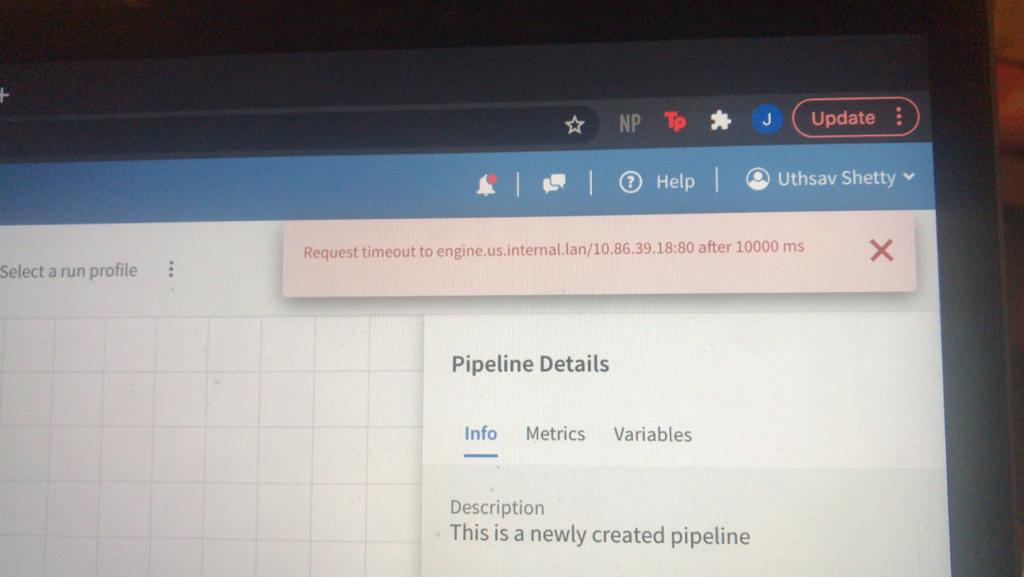 +
NP
Tp
J
Update
Help
Uthsav Shetty
Request timeout to engine.us.internal.lan/10.86.39.18:80 after 10000 ms
Select a run profile
Pipeline Details
Info Metrics Variables
Description
This is a newly created pipeline